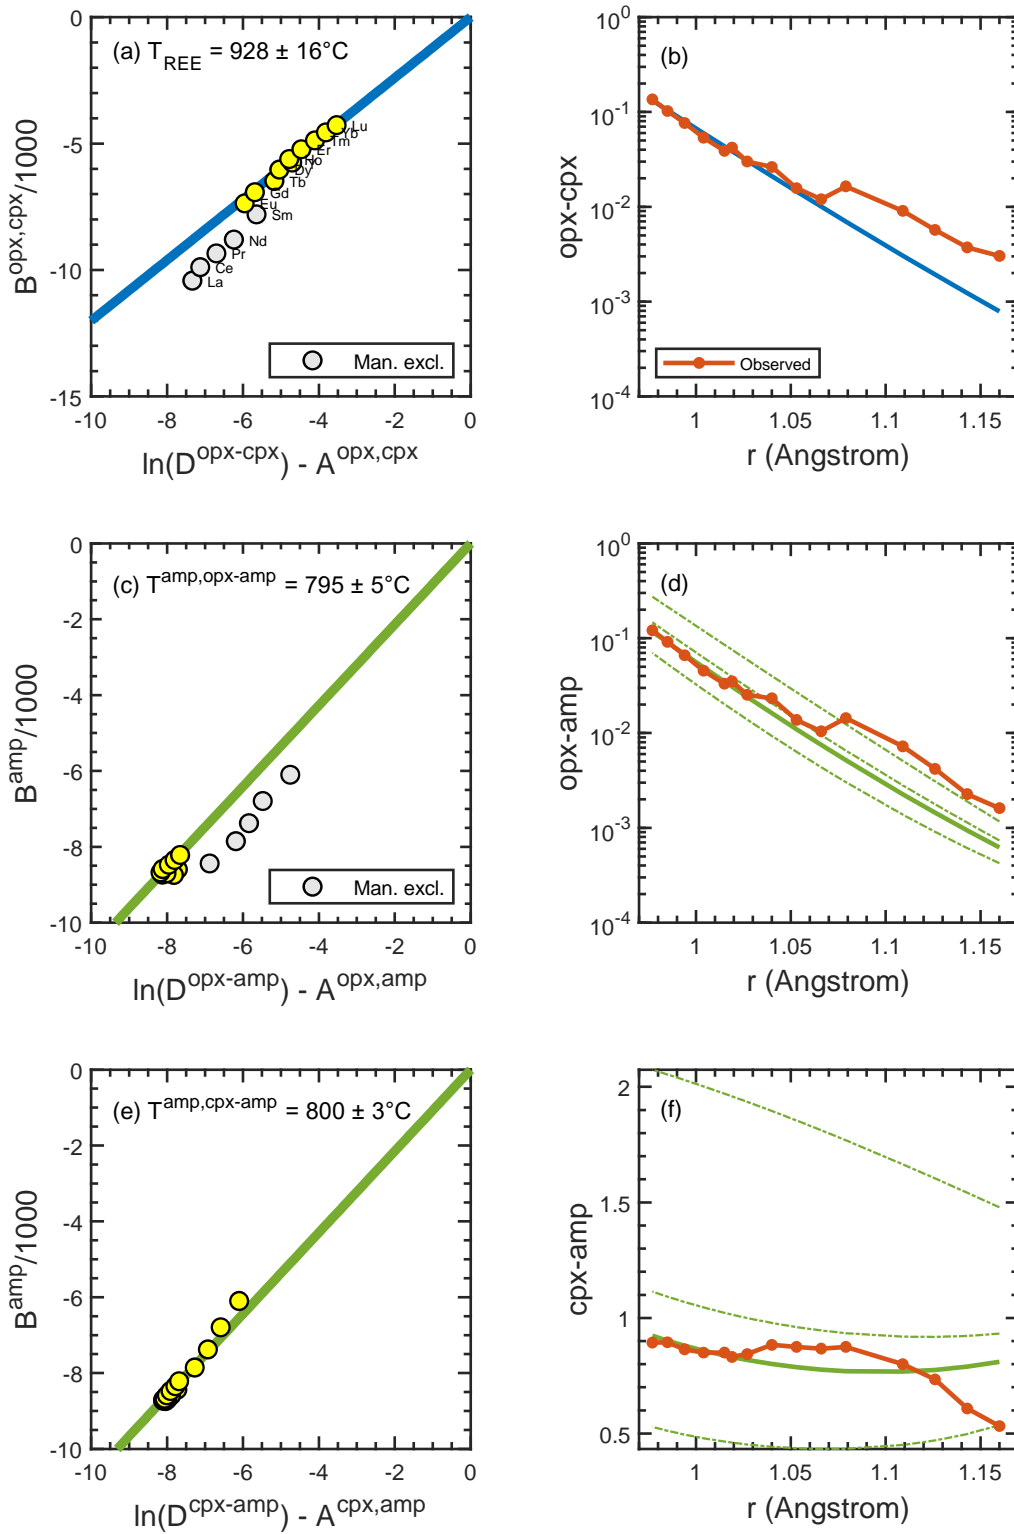 (a) T_REE = 928 ± 16°C
0
-5
-10
-15
B^opx,cpx/1000
Lu
Yb
Tm
Er
Ho
Dy
Tb
Gd
Eu
Sm
Nd
Pr
Ce
La
Man. excl.
-10 -8 -6 -4 -2 0
ln(D^opx-cpx) - A^opx,cpx
(b)
10^0
10^-1
10^-2
10^-3
10^-4
opx-cpx
Observed
1 1.05 1.1 1.15
r (Angstrom)
(c) T^amp,opx-amp = 795 ± 5°C
0
-2
-4
-6
-8
-10
B^amp/1000
Man. excl.
-10 -8 -6 -4 -2 0
ln(D^opx-amp) - A^opx,amp
(d)
10^0
10^-1
10^-2
10^-3
10^-4
opx-amp
1 1.05 1.1 1.15
r (Angstrom)
(e) T^amp,cpx-amp = 800 ± 3°C
0
-2
-4
-6
-8
-10
B^amp/1000
-10 -8 -6 -4 -2 0
ln(D^cpx-amp) - A^cpx,amp
(f)
2
1.5
1
0.5
cpx-amp
1 1.05 1.1 1.15
r (Angstrom)